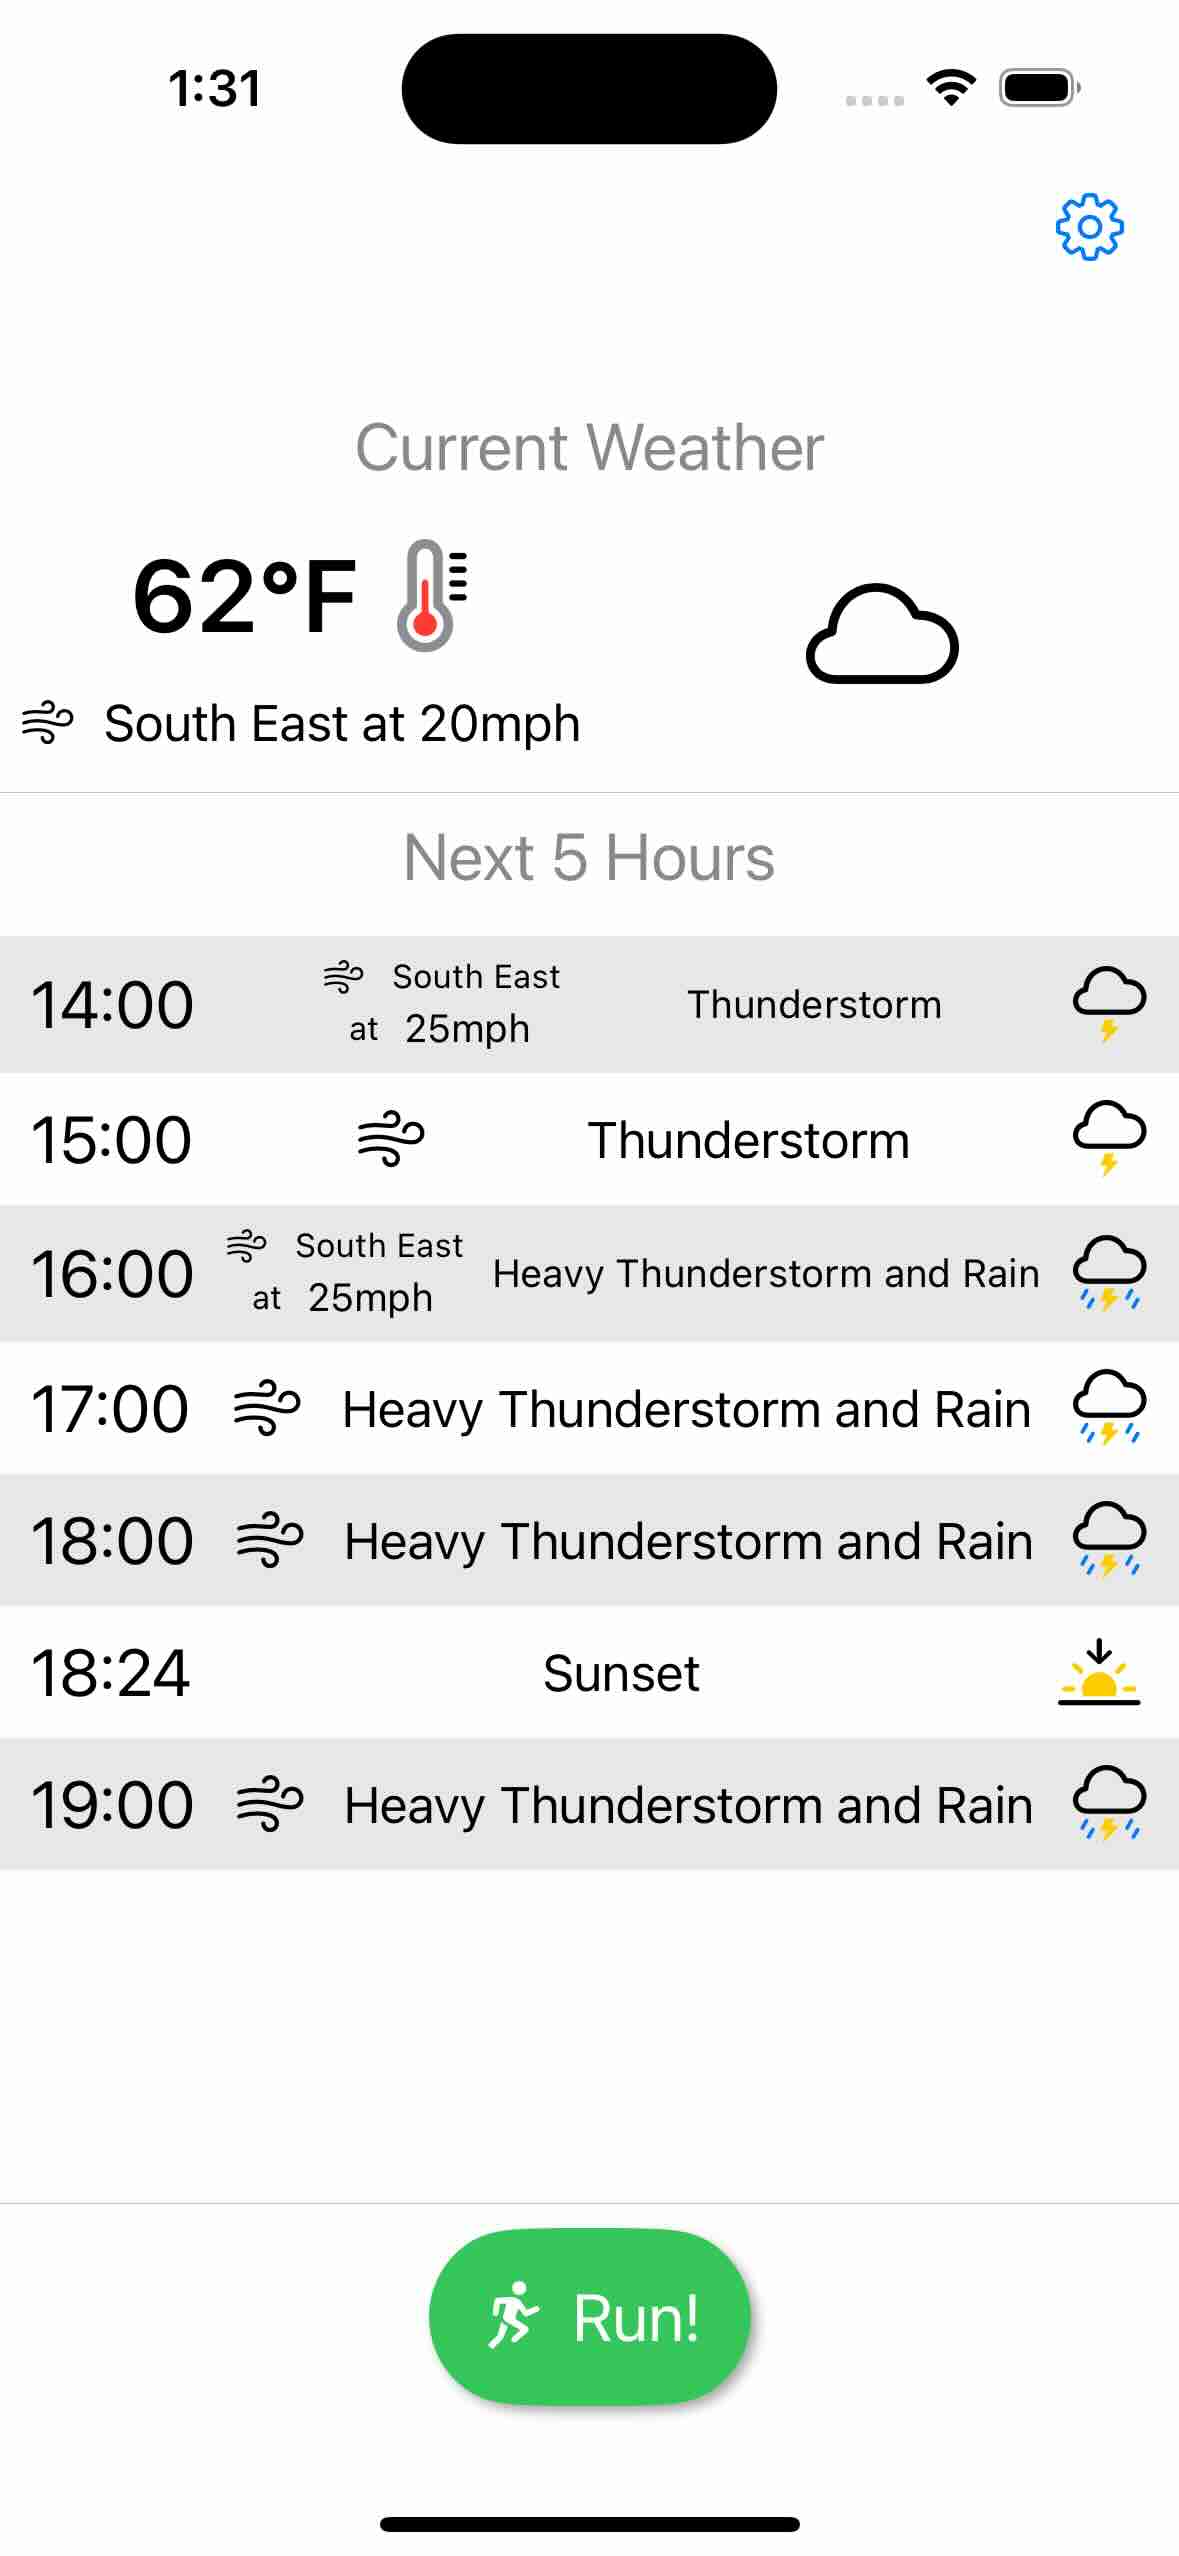 1:31
Current Weather
62°F
South East at 20mph
Next 5 Hours
14:00 South East at 25mph Thunderstorm
15:00 Thunderstorm
16:00 South East at 25mph Heavy Thunderstorm and Rain
17:00 Heavy Thunderstorm and Rain
18:00 Heavy Thunderstorm and Rain
18:24 Sunset
19:00 Heavy Thunderstorm and Rain
Run!